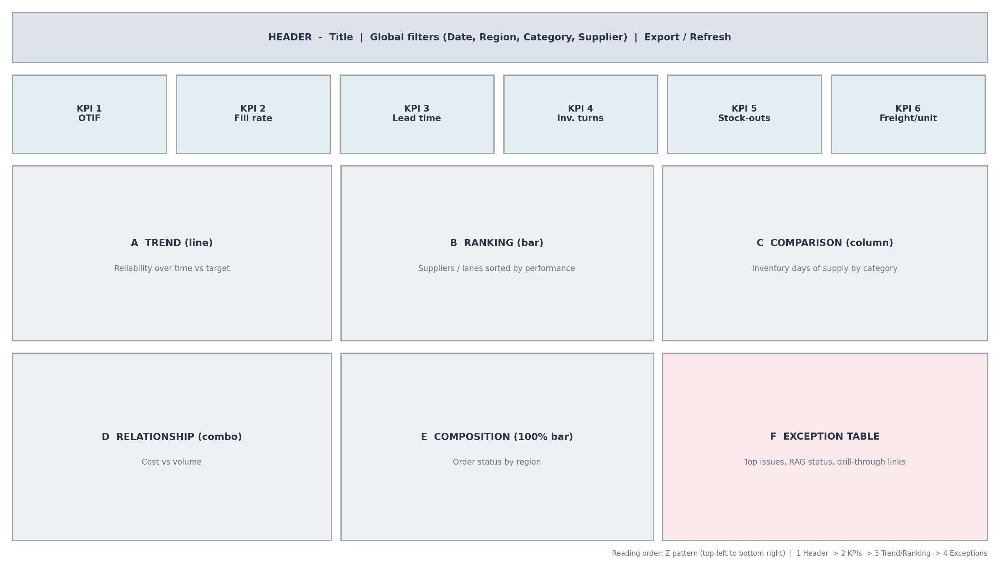 HEADER - Title | Global filters (Date, Region, Category, Supplier) | Export / Refresh
KPI 1
OTIF
KPI 2
Fill rate
KPI 3
Lead time
KPI 4
Inv. turns
KPI 5
Stock-outs
KPI 6
Freight/unit
A TREND (line)
Reliability over time vs target
B RANKING (bar)
Suppliers / lanes sorted by performance
C COMPARISON (column)
Inventory days of supply by category
D RELATIONSHIP (combo)
Cost vs volume
E COMPOSITION (100% bar)
Order status by region
F EXCEPTION TABLE
Top issues, RAG status, drill-through links
Reading order: Z-pattern (top-left to bottom-right) | 1 Header -> 2 KPIs -> 3 Trend/Ranking -> 4 Exceptions